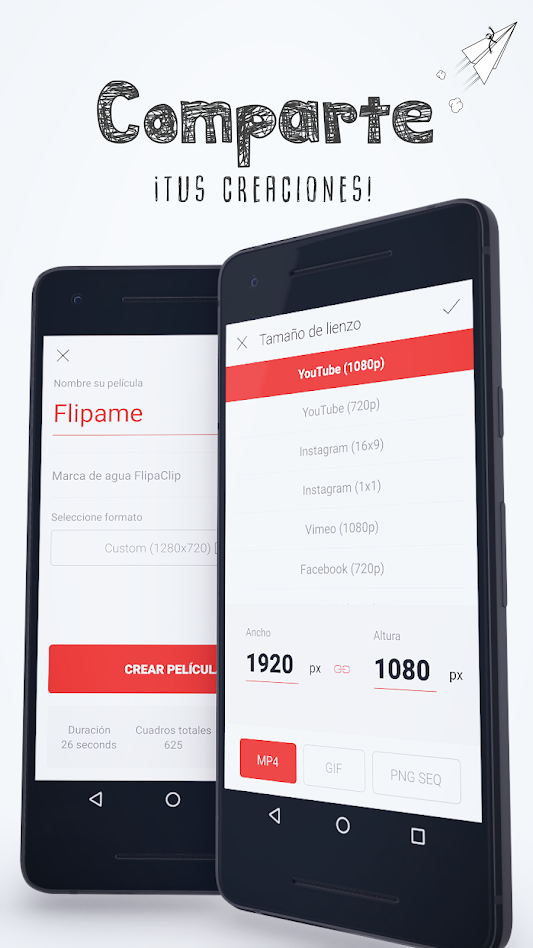 Comparte
¡TUS CREACIONES!
Nombre su película
Flipame
Marca de agua FlipaClip
Seleccione formato
Custom (1280x720) [
CREAR PELÍCUL
Duración
26 seconds
Cuadros totales
625
Tamaño de lienzo
YouTube (1080p)
YouTube (720p)
Instagram (16x9)
Instagram (1x1)
Vimeo (1080p)
Facebook (720p)
Ancho
1920 px
Altura
1080 px
MP4
GIF
PNG SEQ